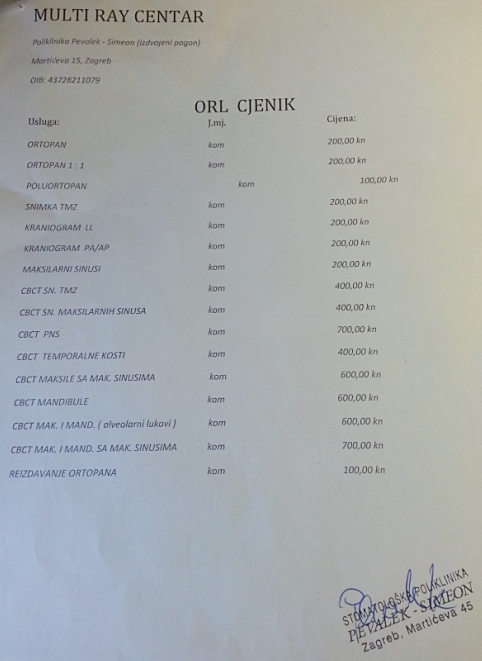 MULTI RAY CENTAR
Poliklinika Pevalek - Simeon (izdvojeni pogon)
Martićeva 15, Zagreb
OIB: 43728211079
ORL CJENIK
Usluga: J.mj. Cijena:
ORTOPAN kom 200,00 kn
ORTOPAN 1 : 1 kom 200,00 kn
POLUORTOPAN kom 100,00 kn
SNIMKA TMZ kom 200,00 kn
KRANIOGRAM LL kom 200,00 kn
KRANIOGRAM PA/AP kom 200,00 kn
MAKSILARNI SINUSI kom 200,00 kn
CBCT SN. TMZ kom 400,00 kn
CBCT SN. MAKSILARNIH SINUSA kom 400,00 kn
CBCT PNS kom 700,00 kn
CBCT TEMPORALNE KOSTI kom 400,00 kn
CBCT MAKSILE SA MAK. SINUSIMA kom 600,00 kn
CBCT MANDIBULE kom 600,00 kn
CBCT MAK. I MAND. ( alveolarni lukovi ) kom 600,00 kn
CBCT MAK. I MAND. SA MAK. SINUSIMA kom 700,00 kn
REIZDAVANJE ORTOPANA kom 100,00 kn
STOMATOLOŠKA POLIKLINIKA
PEVALEK - SIMEON
Zagreb, Martićeva 45